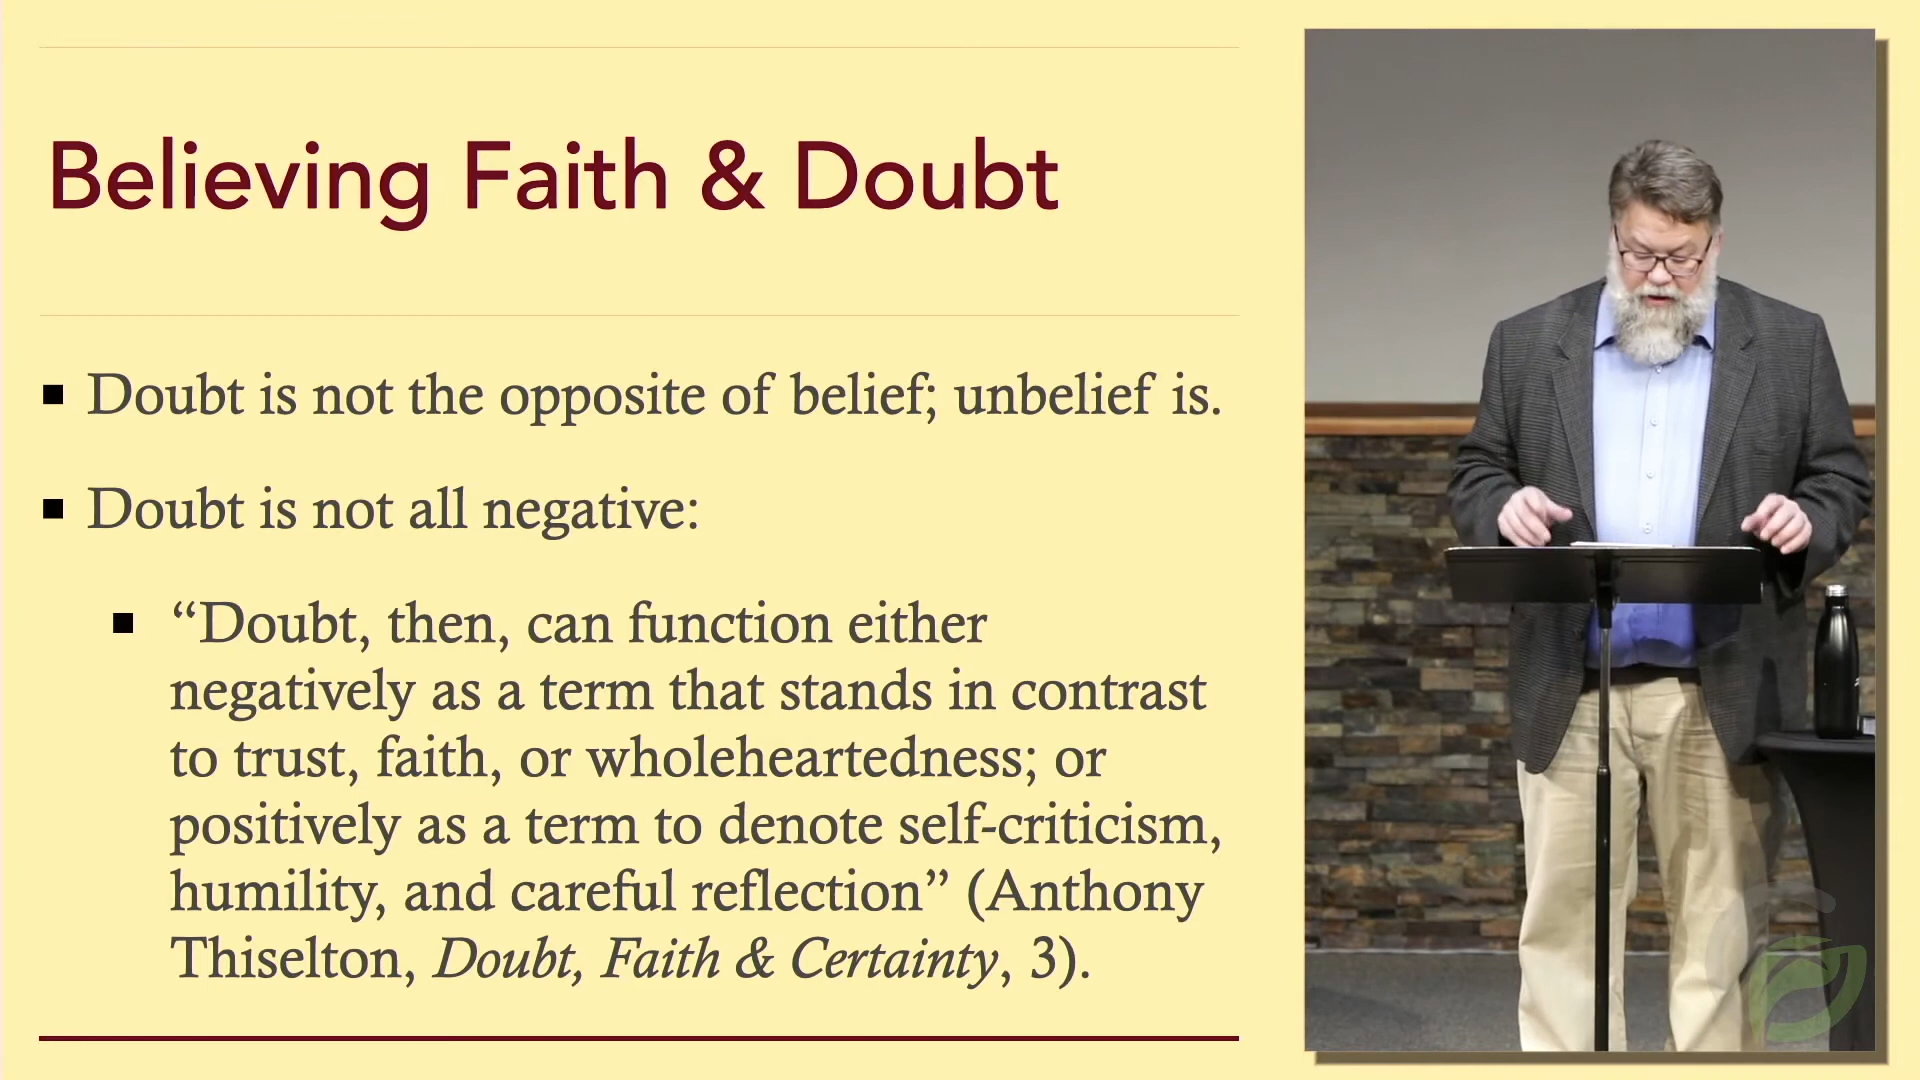 Believing Faith & Doubt
▪ Doubt is not the opposite of belief; unbelief is.
▪ Doubt is not all negative:
▪ “Doubt, then, can function either
negatively as a term that stands in contrast
to trust, faith, or wholeheartedness; or
positively as a term to denote self-criticism,
humility, and careful reflection” (Anthony
Thiselton, Doubt, Faith & Certainty, 3).